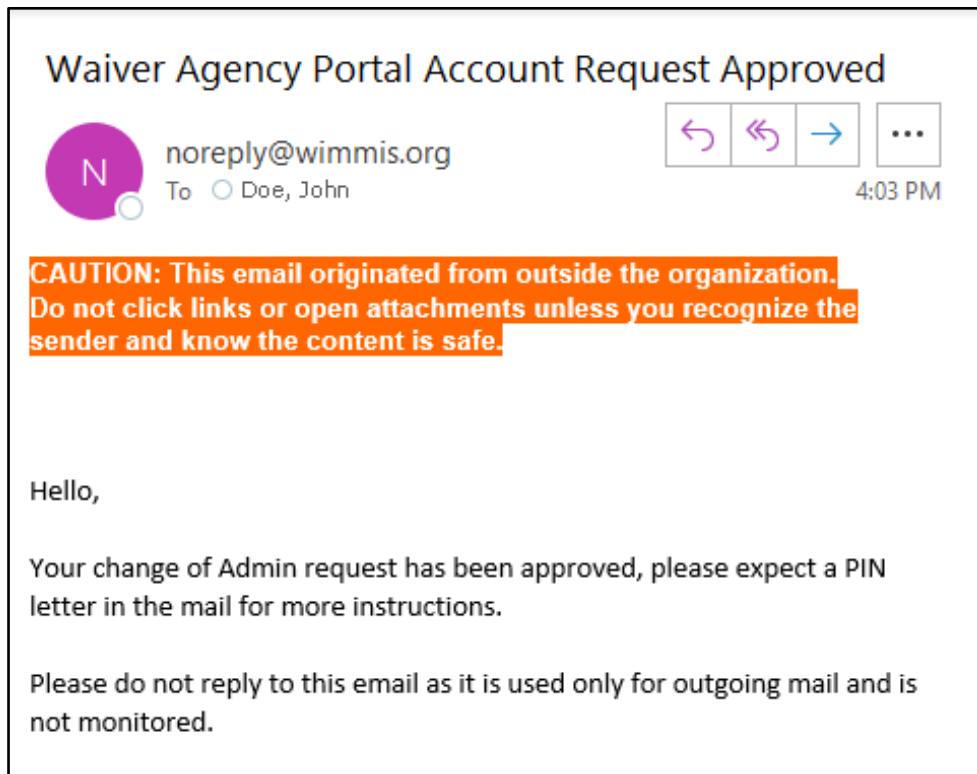 Waiver Agency Portal Account Request Approved
N
noreply@wimmis.org
To Doe, John
4:03 PM
CAUTION: This email originated from outside the organization.
Do not click links or open attachments unless you recognize the
sender and know the content is safe.
Hello,
Your change of Admin request has been approved, please expect a PIN
letter in the mail for more instructions.
Please do not reply to this email as it is used only for outgoing mail and is
not monitored.